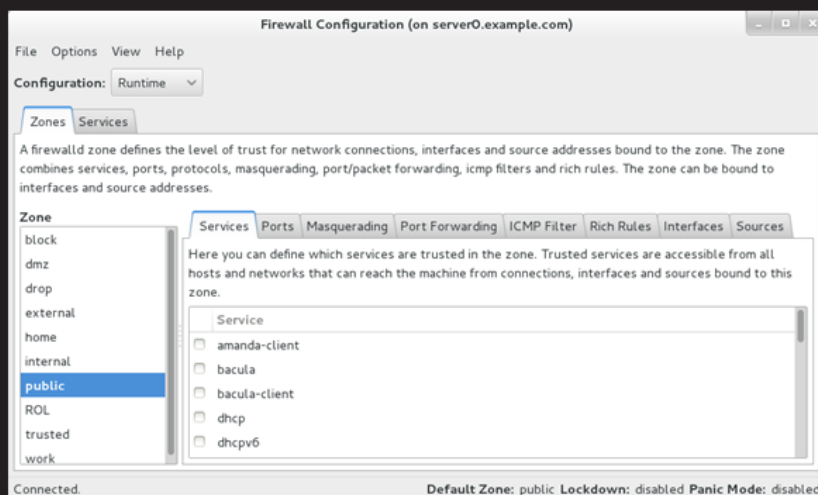 Firewall Configuration (on server0.example.com)
File Options View Help
Configuration: Runtime
Zones Services
A firewalld zone defines the level of trust for network connections, interfaces and source addresses bound to the zone. The zone
combines services, ports, protocols, masquerading, port/packet forwarding, icmp filters and rich rules. The zone can be bound to
interfaces and source addresses.
Zone
block
dmz
drop
external
home
internal
public
ROL
trusted
work
Services Ports Masquerading Port Forwarding ICMP Filter Rich Rules Interfaces Sources
Here you can define which services are trusted in the zone. Trusted services are accessible from all
hosts and networks that can reach the machine from connections, interfaces and sources bound to this
zone.
Service
amanda-client
bacula
bacula-client
dhcp
dhcpv6
Connected.
Default Zone: public Lockdown: disabled Panic Mode: disabled